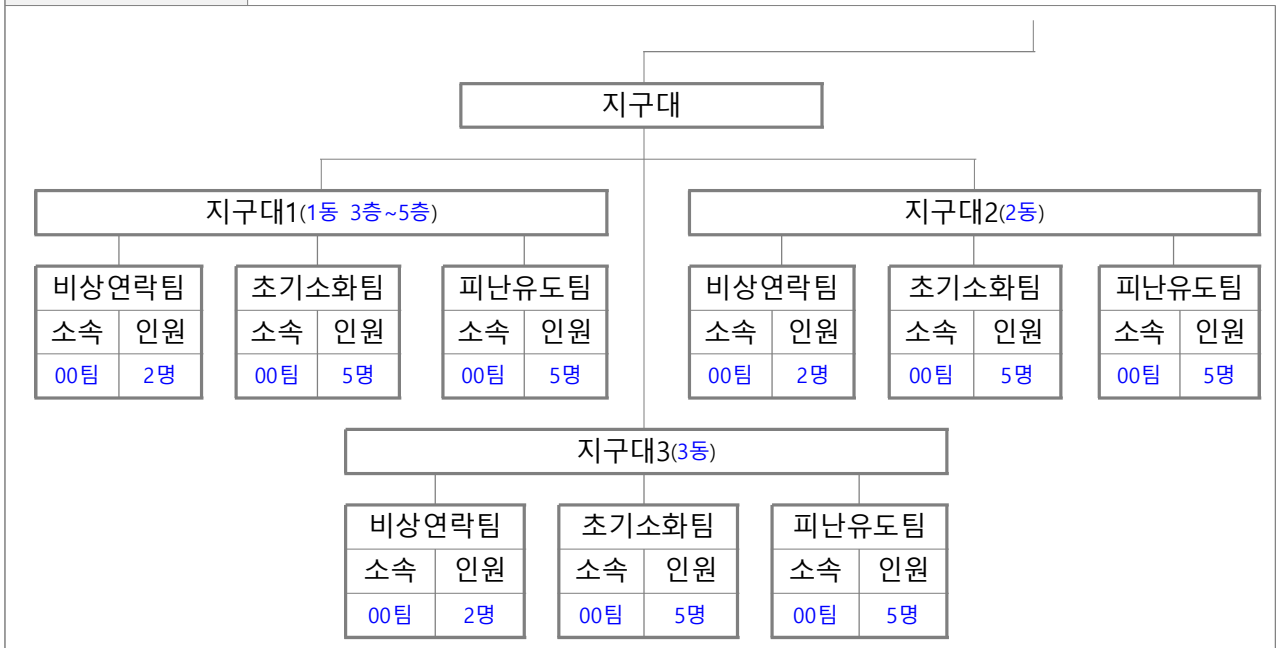 지구대
지구대1(1동 3층~5층) 지구대2(2동)
비상연락팀 초기소화팀 피난유도팀 비상연락팀 초기소화팀 피난유도팀
소속 인원 소속 인원 소속 인원 소속 인원 소속 인원 소속 인원
00팀 2명 00팀 5명 00팀 5명 00팀 2명 00팀 5명 00팀 5명
지구대3(3동)
비상연락팀 초기소화팀 피난유도팀
소속 인원 소속 인원 소속 인원
00팀 2명 00팀 5명 00팀 5명